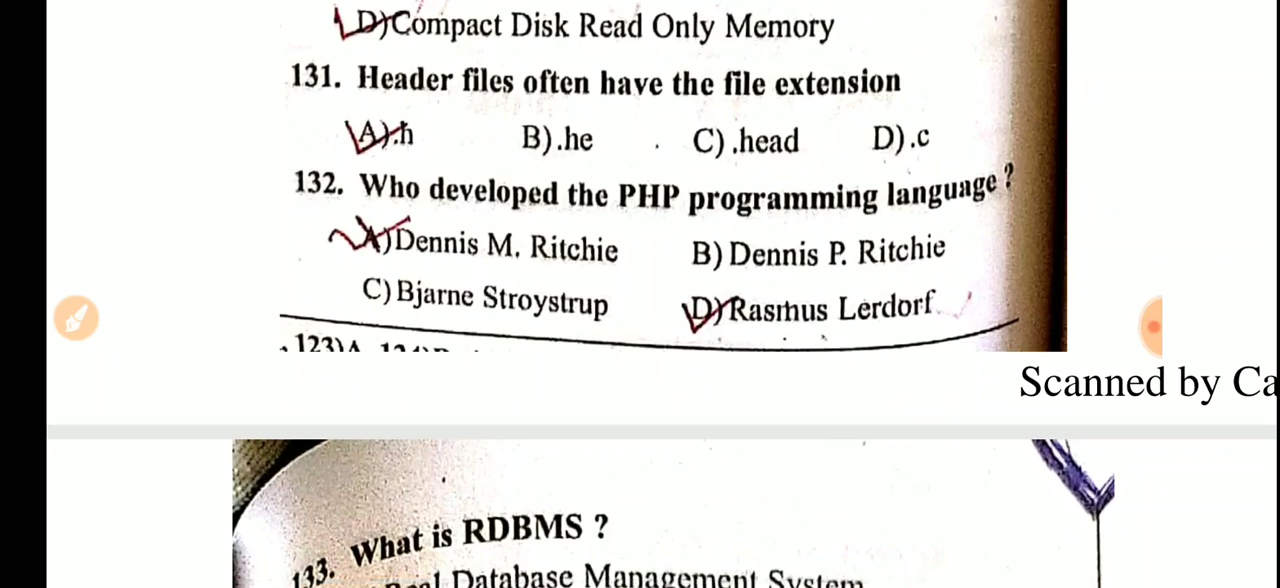 D) Compact Disk Read Only Memory
131. Header files often have the file extension
A) .h B) .he C) .head D) .c
132. Who developed the PHP programming language ?
A) Dennis M. Ritchie B) Dennis P. Ritchie
C) Bjarne Stroystrup D) Rasmus Lerdorf
123) A
Scanned by Ca
133. What is RDBMS ?
Database Management System